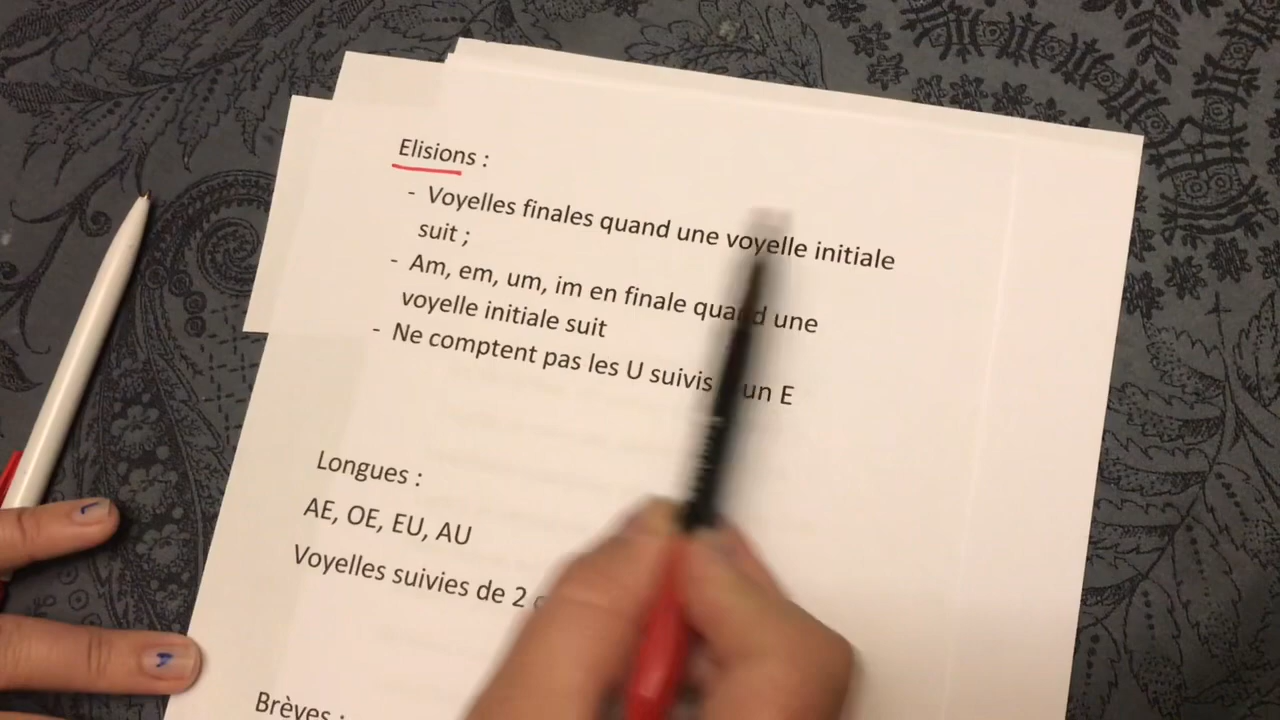 Elisions :
- Voyelles finales quand une voyelle initiale
suit ;
- Am, em, um, im en finale quand une
voyelle initiale suit
- Ne comptent pas les U suivis un E
Longues :
AE, OE, EU, AU
Voyelles suivies de 2
Brèves :